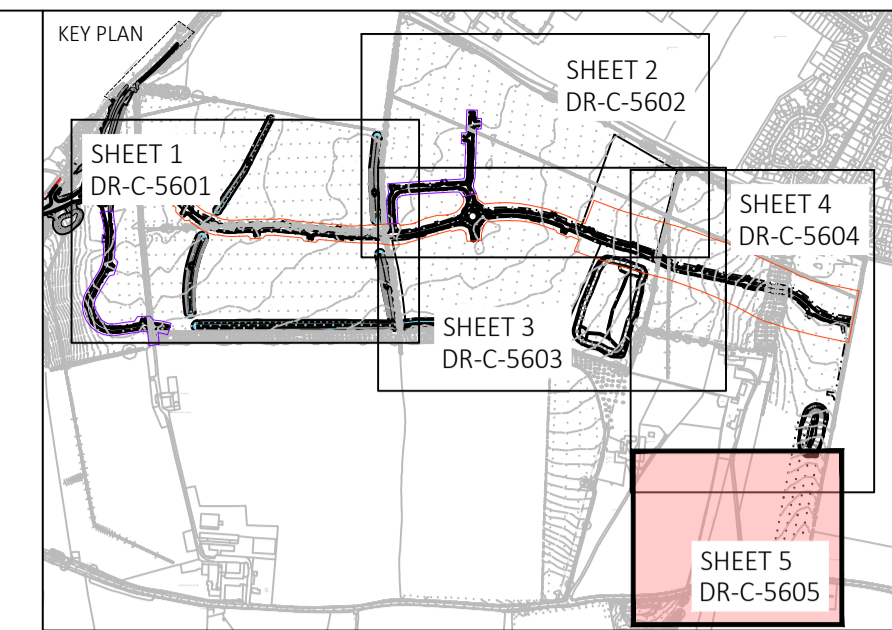 KEY PLAN
SHEET 1
DR-C-5601
SHEET 2
DR-C-5602
SHEET 3
DR-C-5603
SHEET 4
DR-C-5604
SHEET 5
DR-C-5605